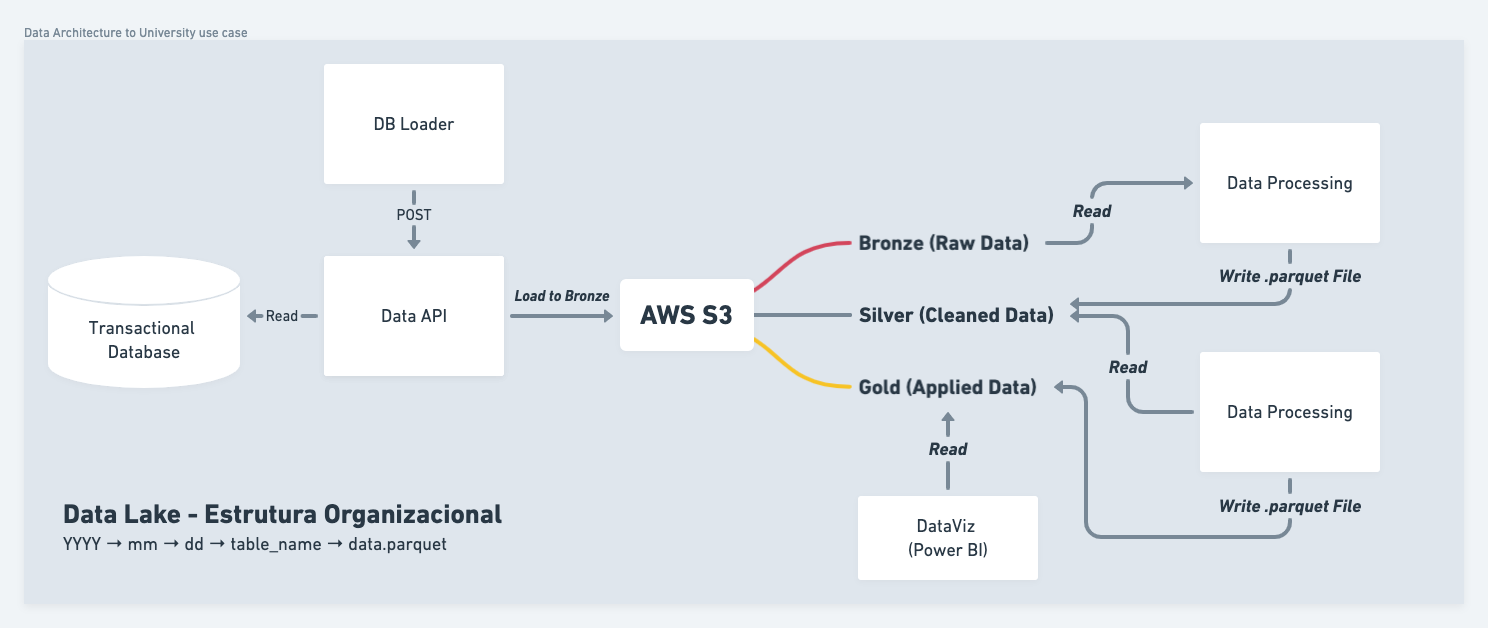 Data Architecture to University use case
DB Loader
POST
Transactional
Database
Read
Data API
Load to Bronze
AWS S3
Bronze (Raw Data)
Silver (Cleaned Data)
Gold (Applied Data)
Read
Data Processing
Write .parquet File
Read
Data Processing
Write .parquet File
Read
DataViz
(Power BI)
Data Lake - Estrutura Organizacional
YYYY → mm → dd → table_name → data.parquet